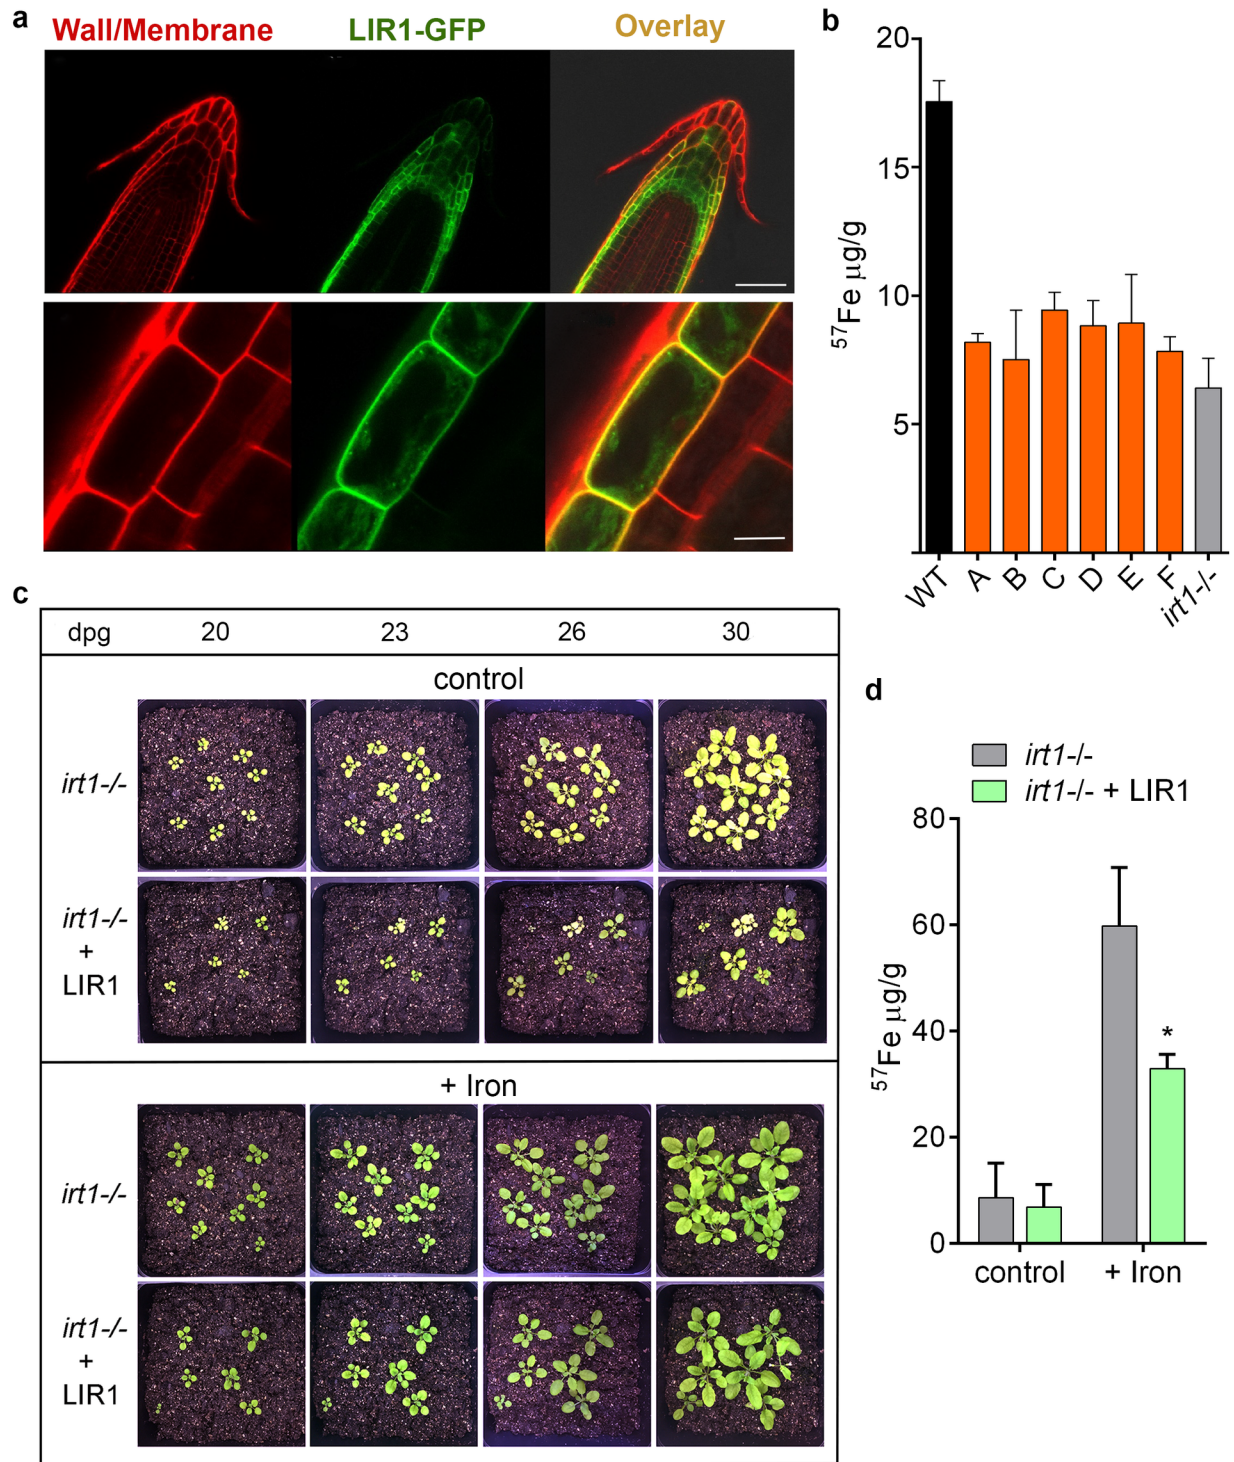 a
Wall/Membrane LIR1-GFP Overlay
b
20
15
10
5
57Fe µg/g
WT A B C D E F irt1-/-
c
dpg 20 23 26 30
control
irt1-/-
irt1-/-
+
LIR1
+ Iron
irt1-/-
irt1-/-
+
LIR1
d
irt1-/-
irt1-/- + LIR1
80
60
40
20
0
57Fe µg/g
*
control + Iron